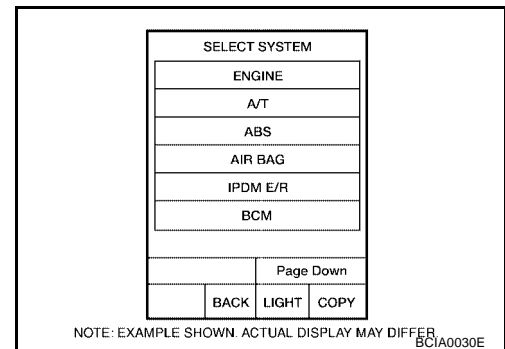 SELECT SYSTEM
ENGINE
A/T
ABS
AIR BAG
IPDM E/R
BCM
Page Down
BACK LIGHT COPY
NOTE: EXAMPLE SHOWN. ACTUAL DISPLAY MAY DIFFER
BCIA0030E